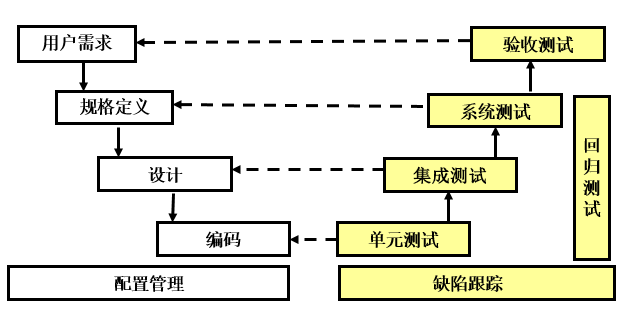 用户需求
验收测试
规格定义
系统测试
设计
集成测试
编码
单元测试
回归测试
配置管理
缺陷跟踪